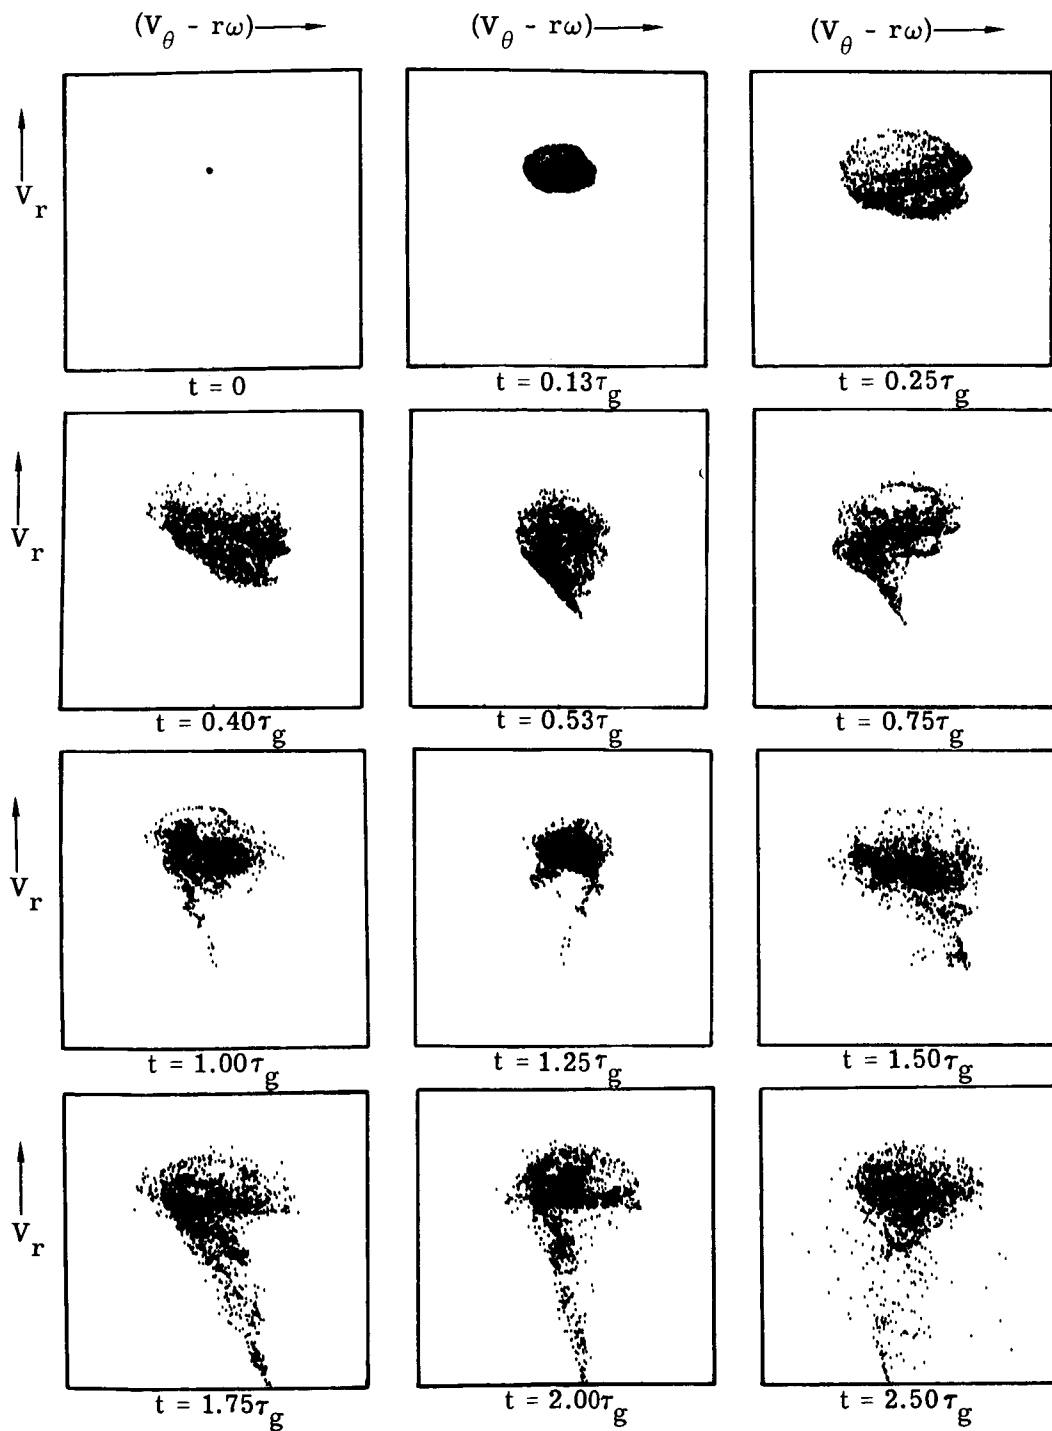 (V_θ - rω)⟶ (V_θ - rω)⟶ (V_θ - rω)⟶
V_r
t = 0 t = 0.13τ_g t = 0.25τ_g
V_r
t = 0.40τ_g t = 0.53τ_g t = 0.75τ_g
V_r
t = 1.00τ_g t = 1.25τ_g t = 1.50τ_g
V_r
t = 1.75τ_g t = 2.00τ_g t = 2.50τ_g